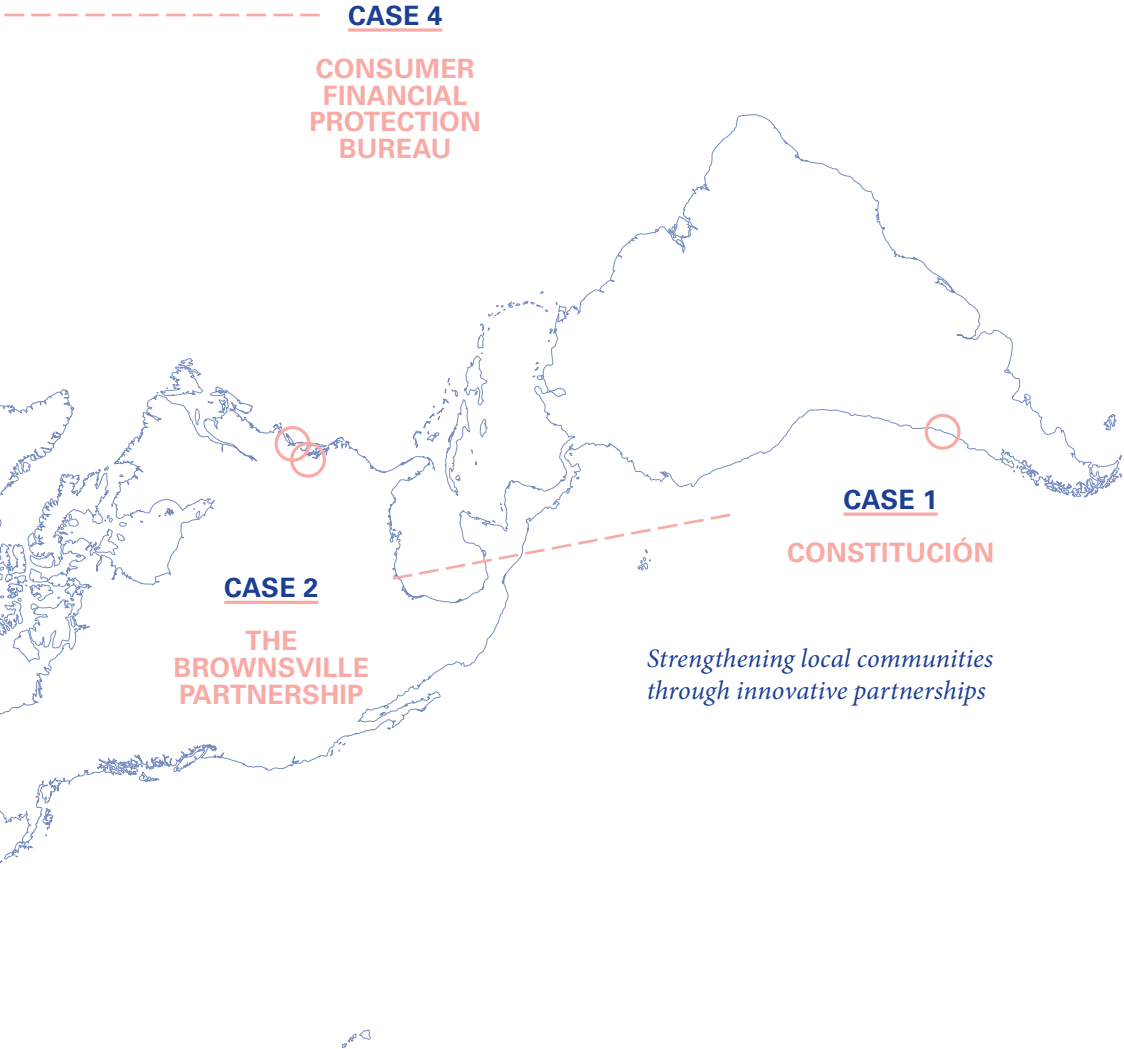 CASE 4
CONSUMER
FINANCIAL
PROTECTION
BUREAU
CASE 1
CONSTITUCIÓN
CASE 2
THE
BROWNSVILLE
PARTNERSHIP
Strengthening local communities
through innovative partnerships